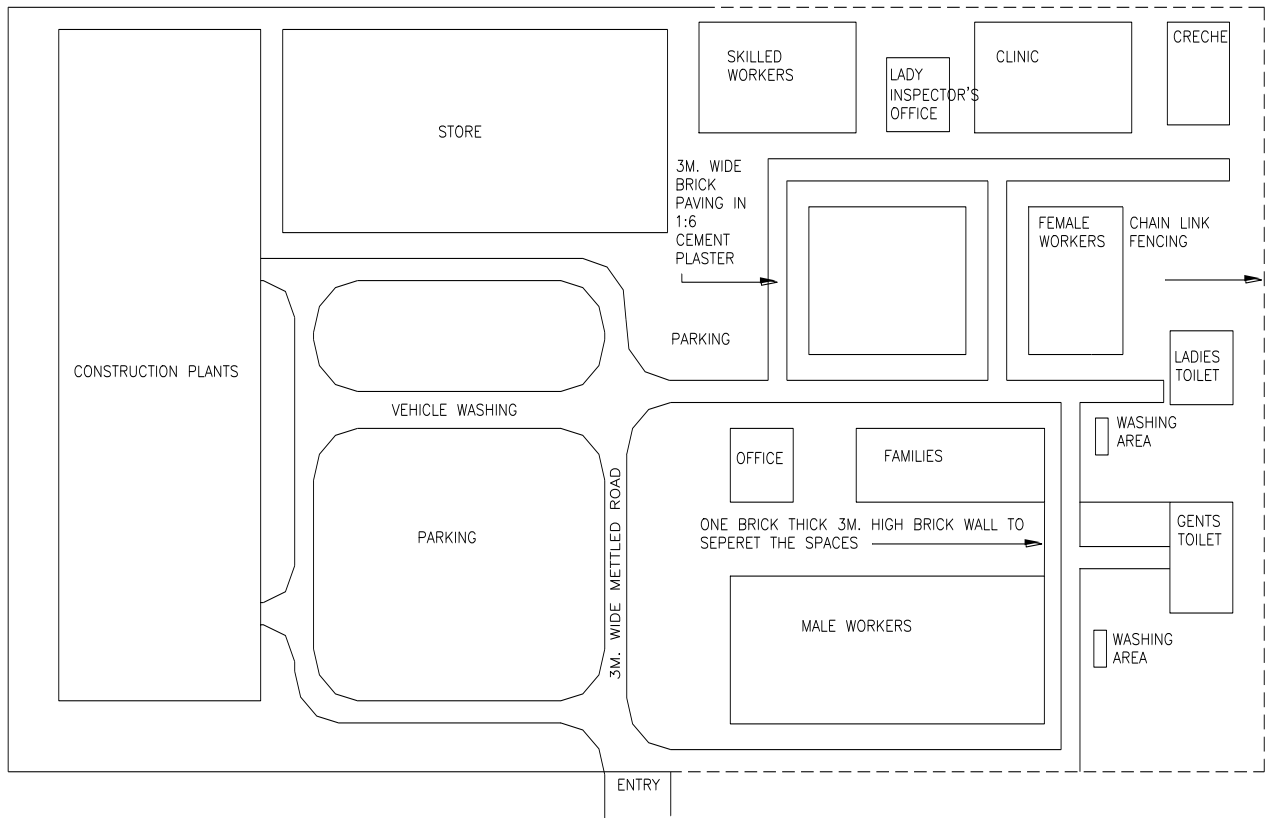 SKILLED
WORKERS
LADY
INSPECTOR'S
OFFICE
CLINIC
CRECHE
STORE
3M. WIDE
BRICK
PAVING IN
1:6
CEMENT
PLASTER
FEMALE
WORKERS
CHAIN LINK
FENCING
PARKING
LADIES
TOILET
CONSTRUCTION PLANTS
VEHICLE WASHING
WASHING
AREA
OFFICE
FAMILIES
3M. WIDE METTLED ROAD
ONE BRICK THICK 3M. HIGH BRICK WALL TO
SEPERET THE SPACES
GENTS
TOILET
PARKING
MALE WORKERS
WASHING
AREA
ENTRY